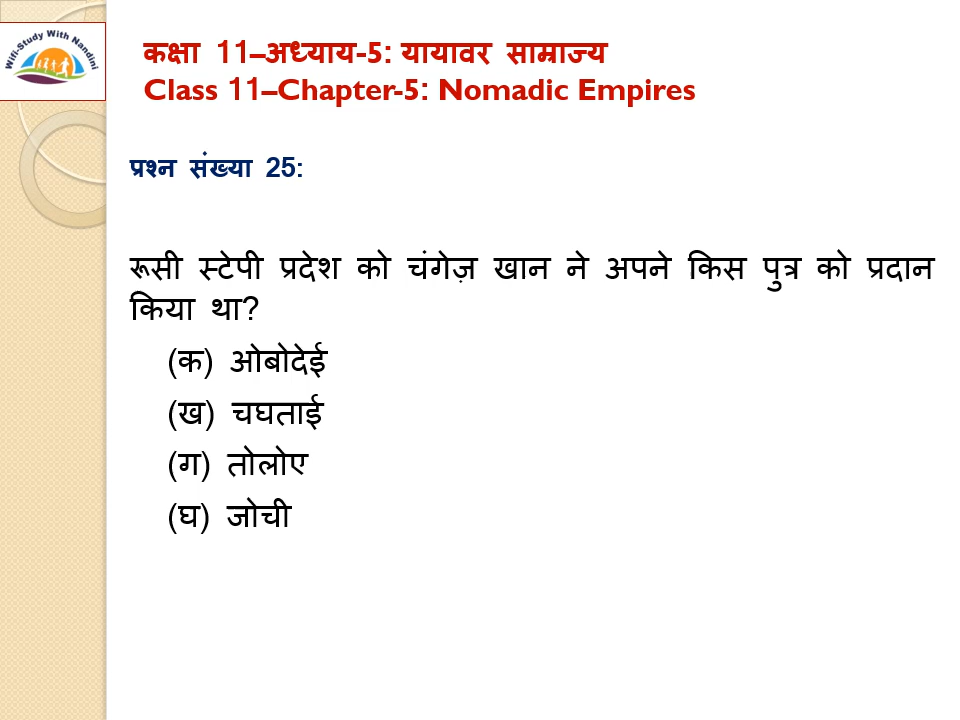 Wifi-Study With Nandini
कक्षा 11–अध्याय-5: यायावर साम्राज्य
Class 11–Chapter-5: Nomadic Empires
प्रश्न संख्या 25:
रूसी स्टेपी प्रदेश को चंगेज़ खान ने अपने किस पुत्र को प्रदान
किया था?
(क) ओबोदेई
(ख) चघताई
(ग) तोलोए
(घ) जोची